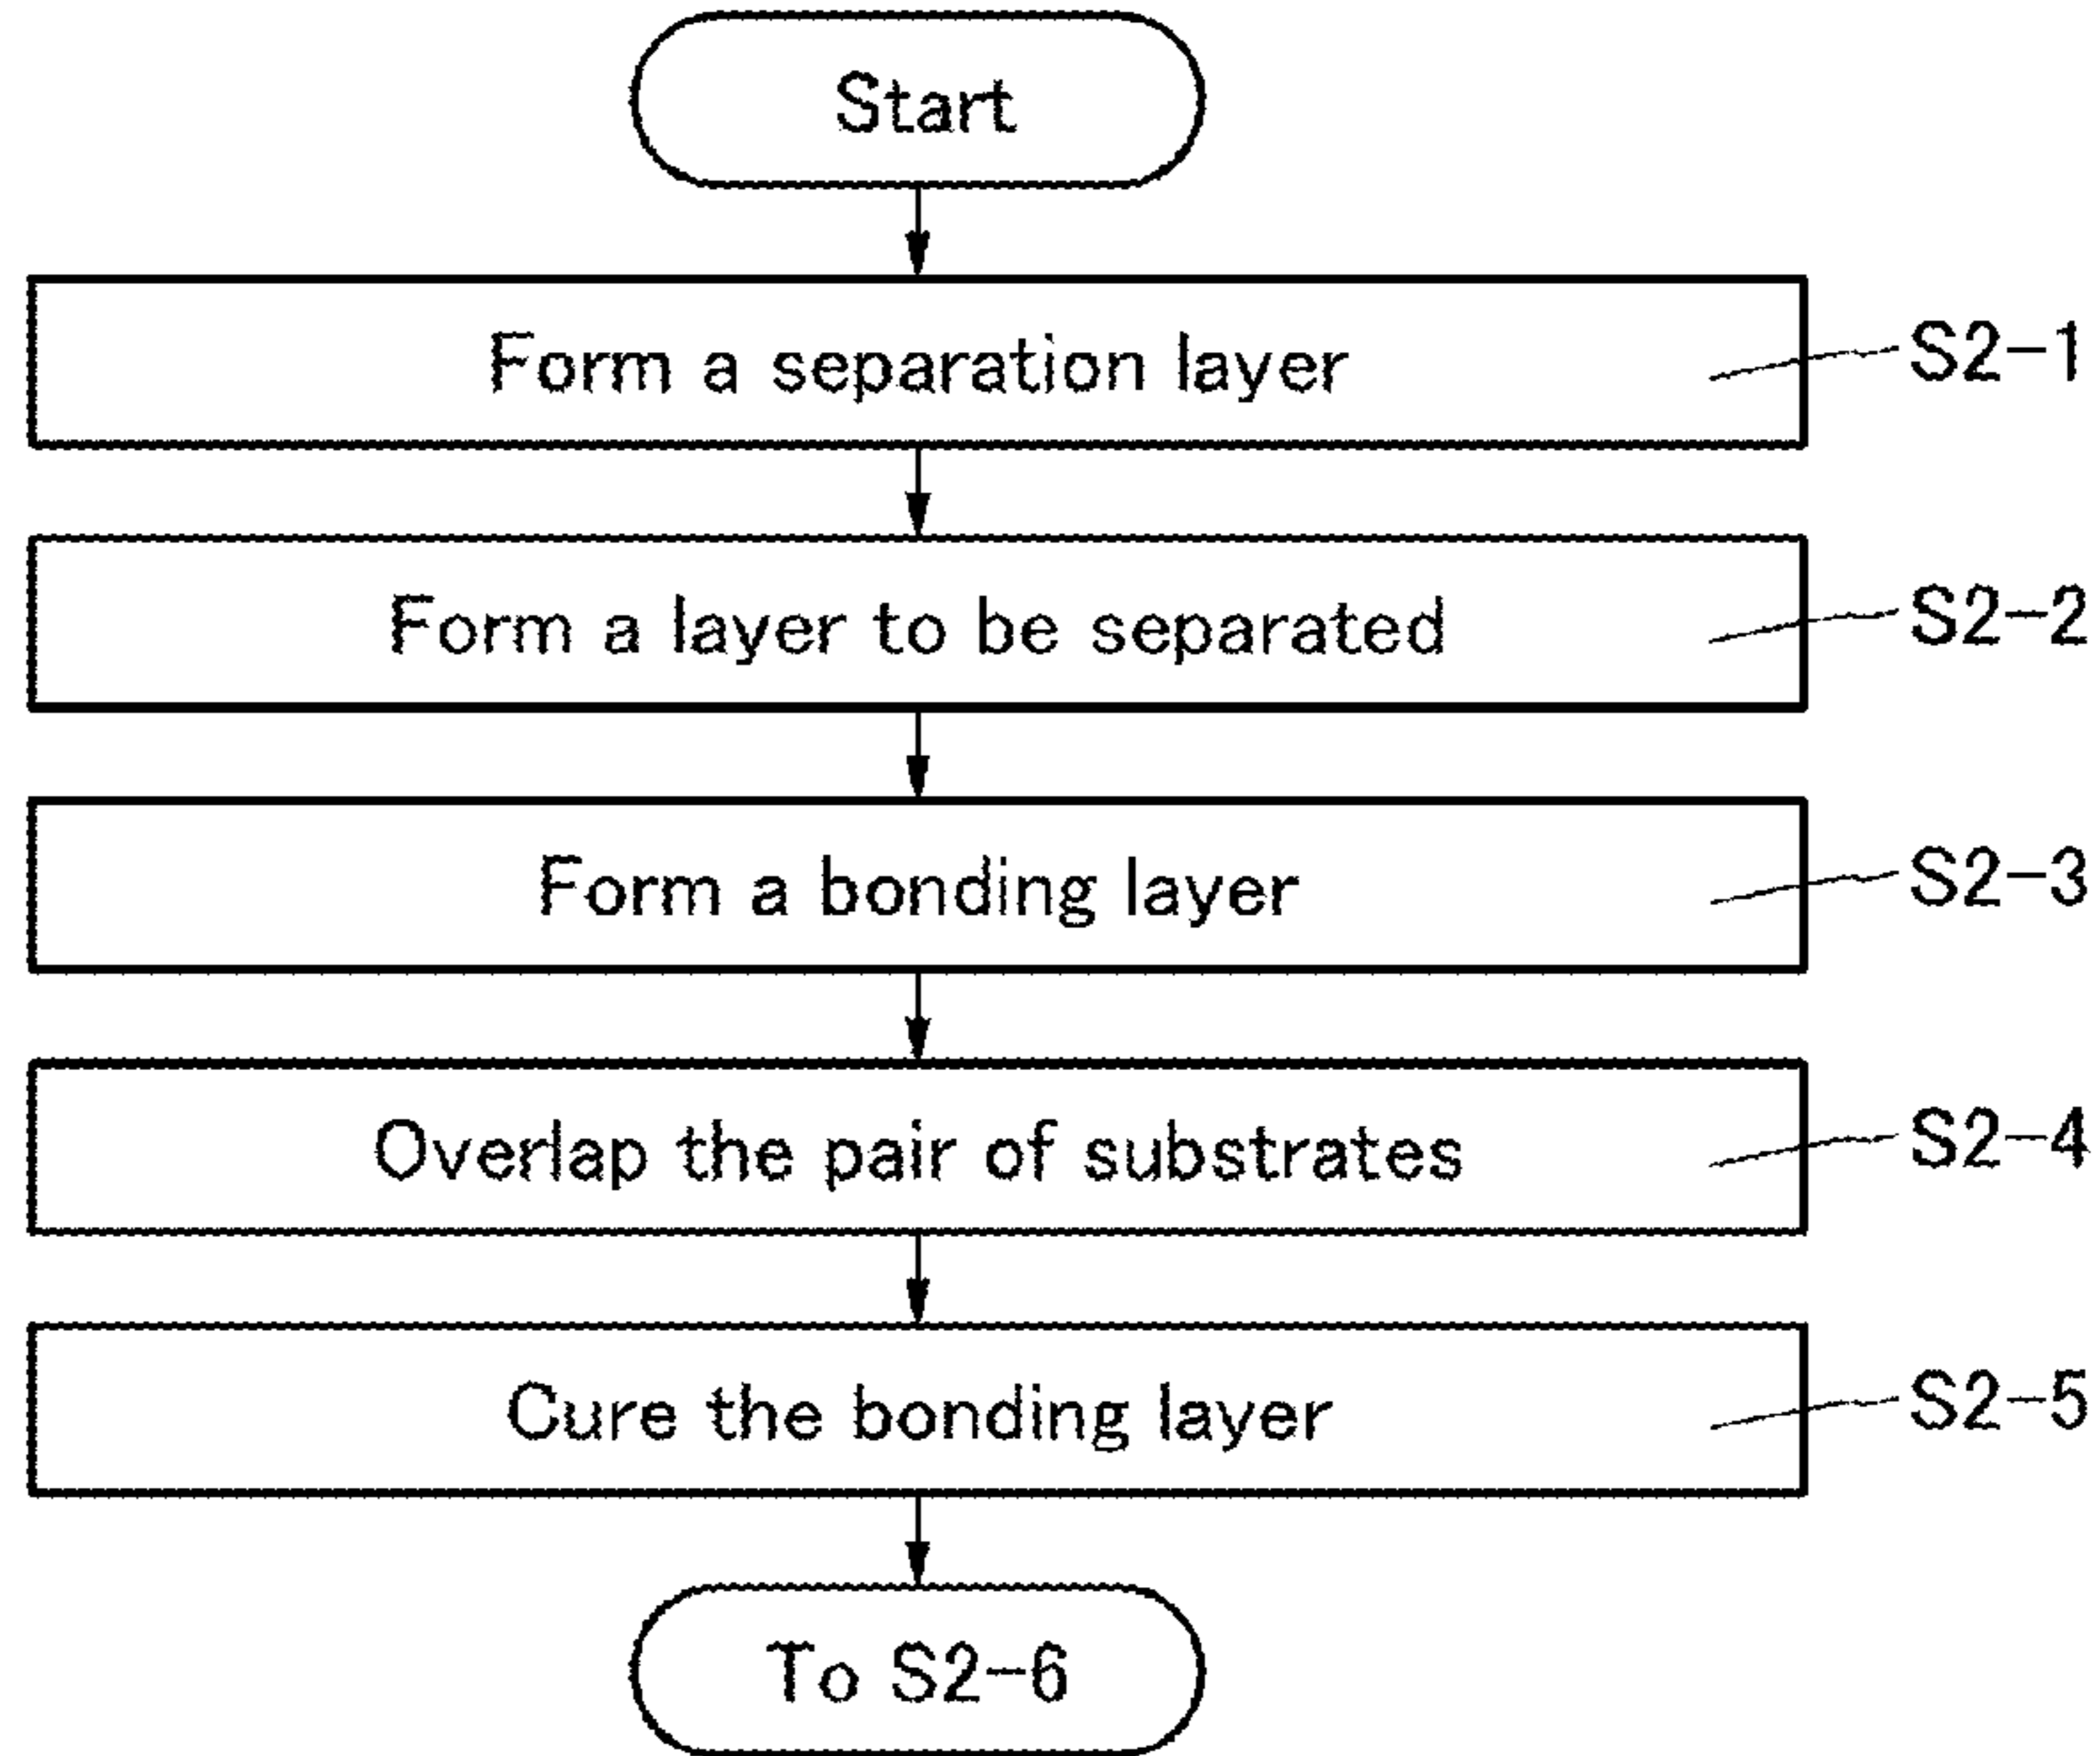 Start
Form a separation layer
S2-1
Form a layer to be separated
S2-2
Form a bonding layer
S2-3
Overlap the pair of substrates
S2-4
Cure the bonding layer
S2-5
To S2-6